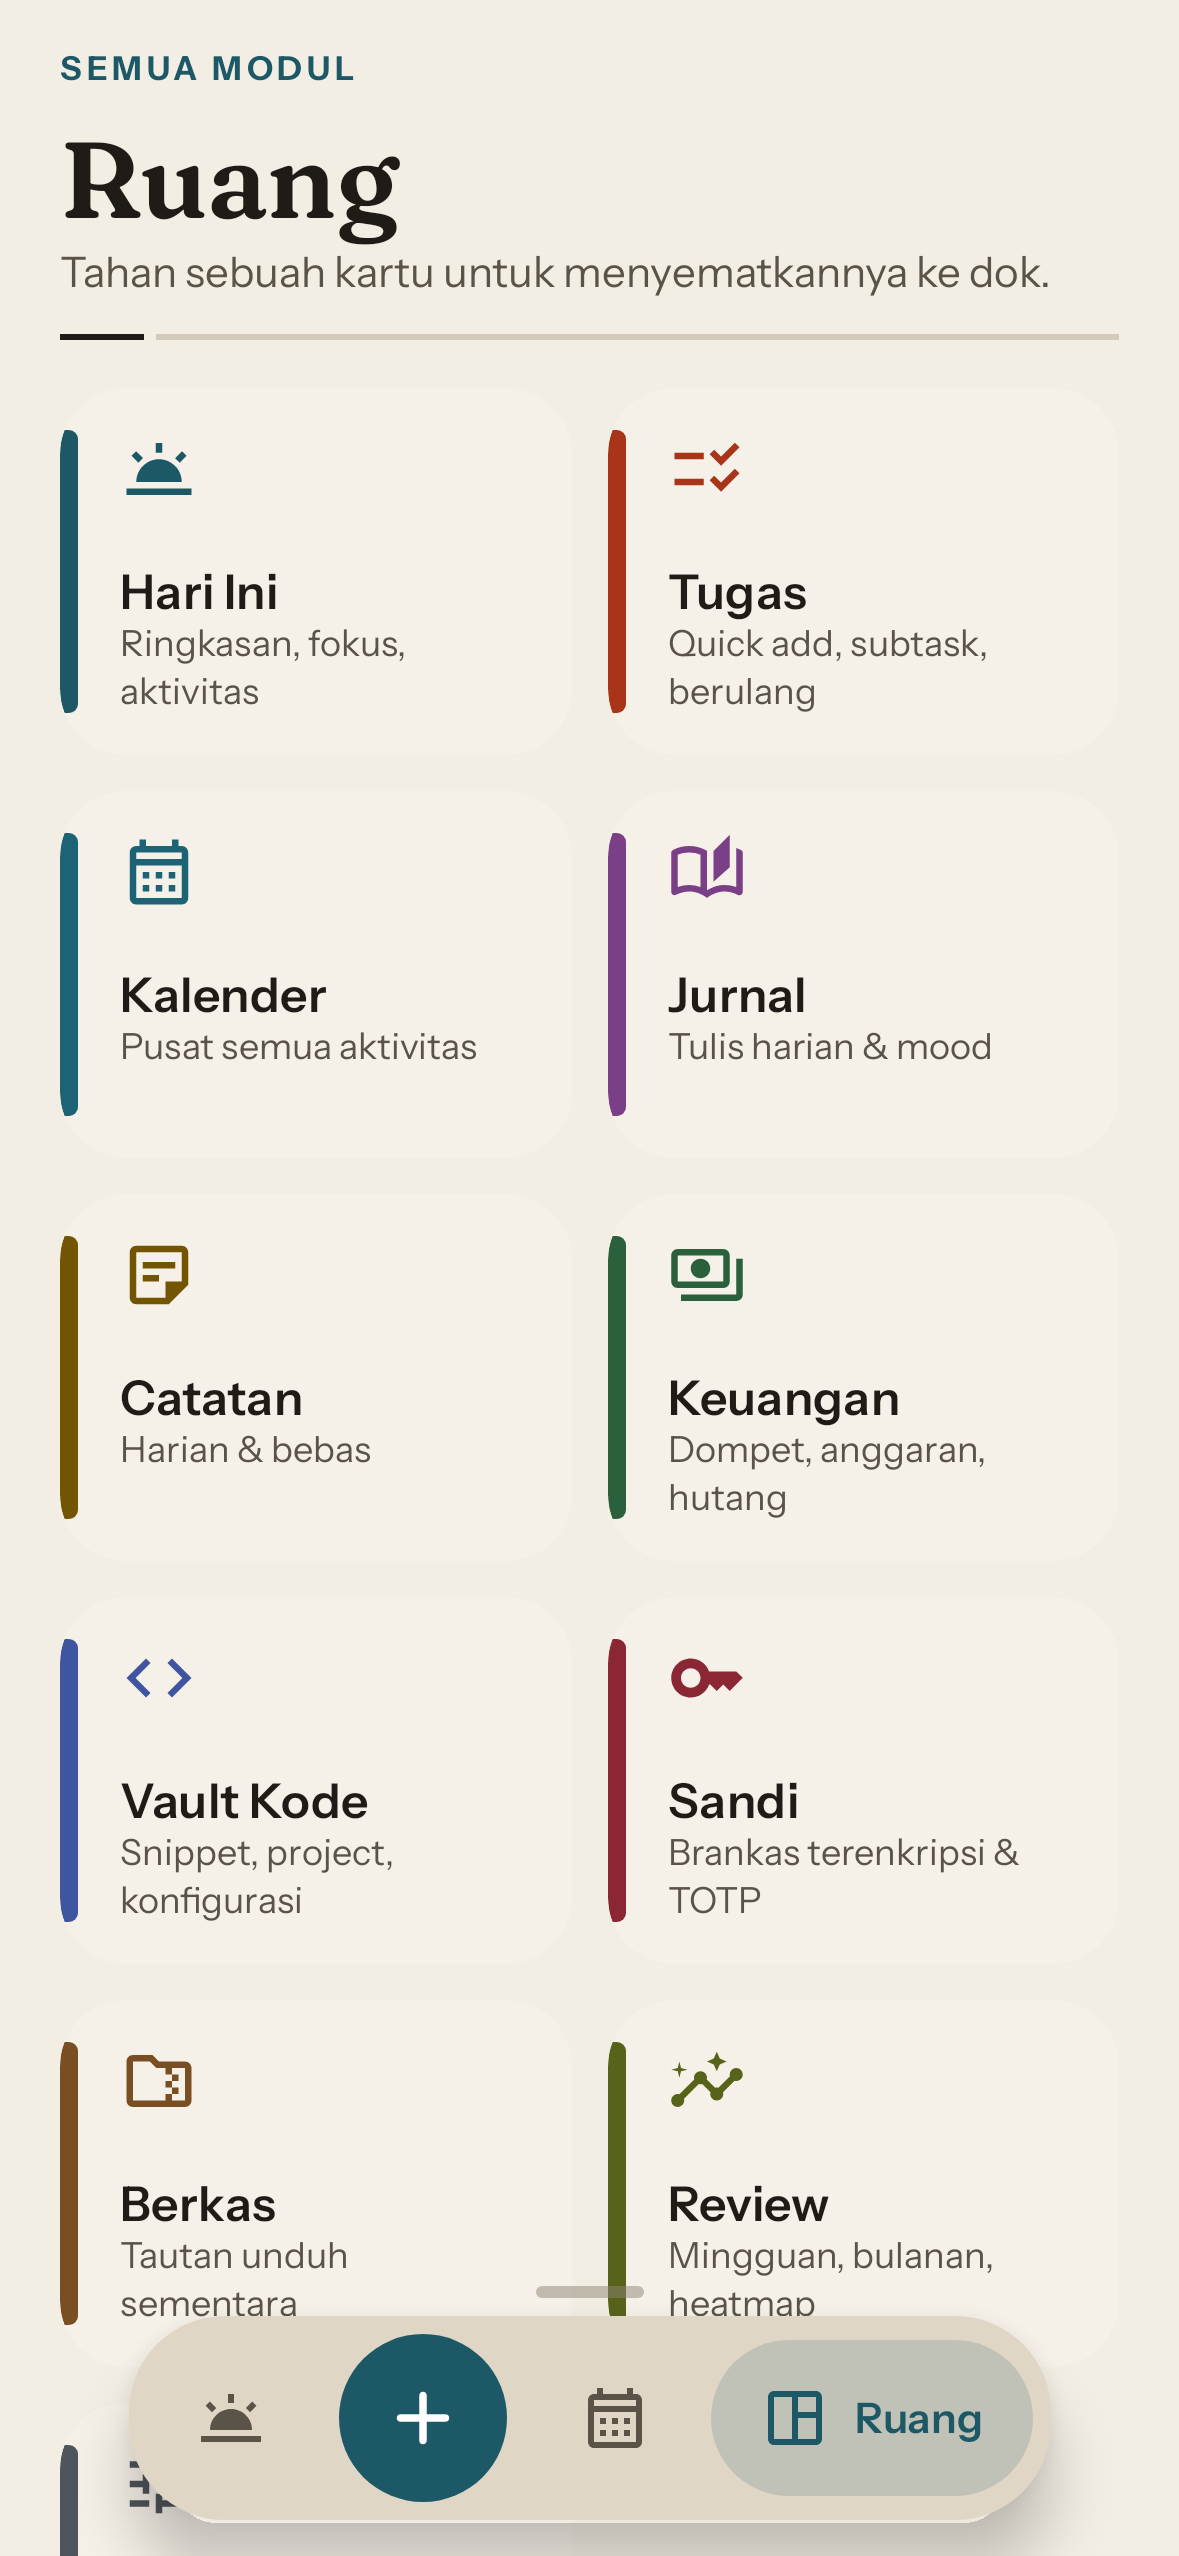 SEMUA MODUL
Ruang
Tahan sebuah kartu untuk menyematkannya ke dok.
Hari Ini
Ringkasan, fokus,
aktivitas
Tugas
Quick add, subtask,
berulang
Kalender
Pusat semua aktivitas
Jurnal
Tulis harian & mood
Catatan
Harian & bebas
Keuangan
Dompet, anggaran,
hutang
Vault Kode
Snippet, project,
konfigurasi
Sandi
Brankas terenkripsi &
TOTP
Berkas
Tautan unduh
sementara
Review
Mingguan, bulanan,
heatmap
Ruang